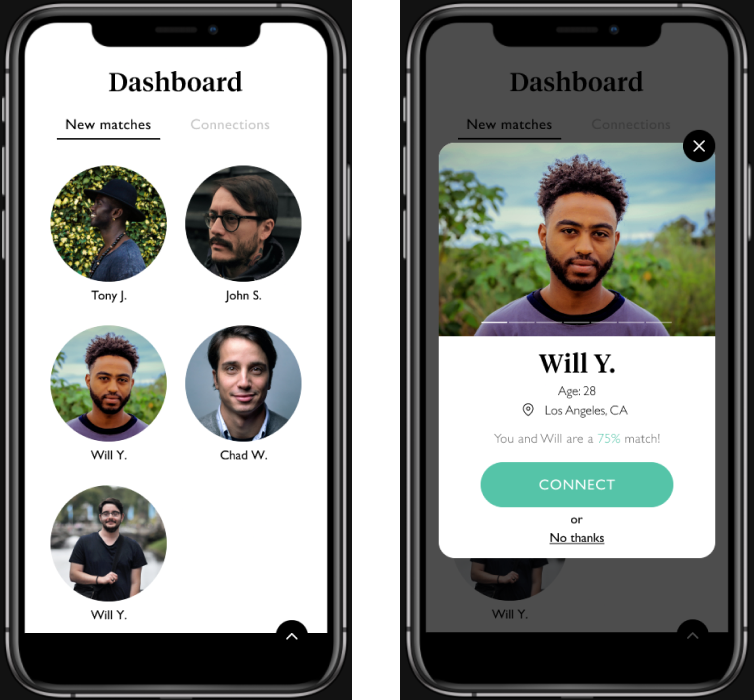 Dashboard
New matches Connections
Tony J. John S.
Will Y. Chad W.
Will Y.
Dashboard
New matches Connections
Will Y.
Age: 28
Los Angeles, CA
You and Will are a 75% match!
CONNECT
or
No thanks
Will Y.